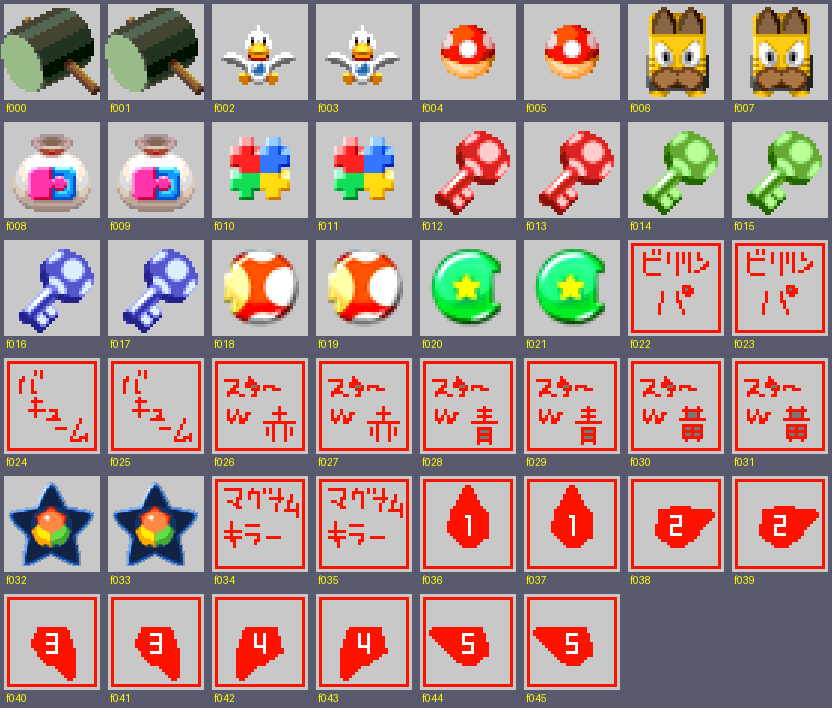 f000 f001 f002 f003 f004 f005 f006 f007
f008 f009 f010 f011 f012 f013 f014 f015
ビリリン ビリリン
パ パ
f016 f017 f018 f019 f020 f021 f022 f023
バ バ スター スター スター スター スター スター
キュ キュ W 赤 W 赤 W 青 W 青 W 黄 W 黄
ーム ーム
f024 f025 f026 f027 f028 f029 f030 f031
マグナム マグナム
キラー キラー 1 1 2 2
f032 f033 f034 f035 f036 f037 f038 f039
3 3 4 4 5 5
f040 f041 f042 f043 f044 f045